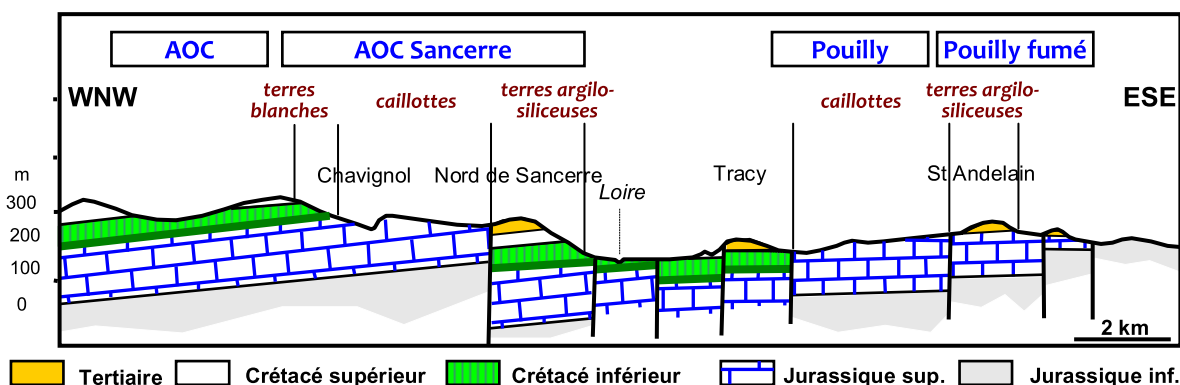 AOC
AOC Sancerre
Pouilly
Pouilly fumé
WNW
terres
blanches
caillottes
terres argilo-
siliceuses
caillottes
terres argilo-
siliceuses
ESE
m
300
200
100
0
Chavignol
Nord de Sancerre
Loire
Tracy
St Andelain
2 km
Tertiaire
Crétacé supérieur
Crétacé inférieur
Jurassique sup.
Jurassique inf.